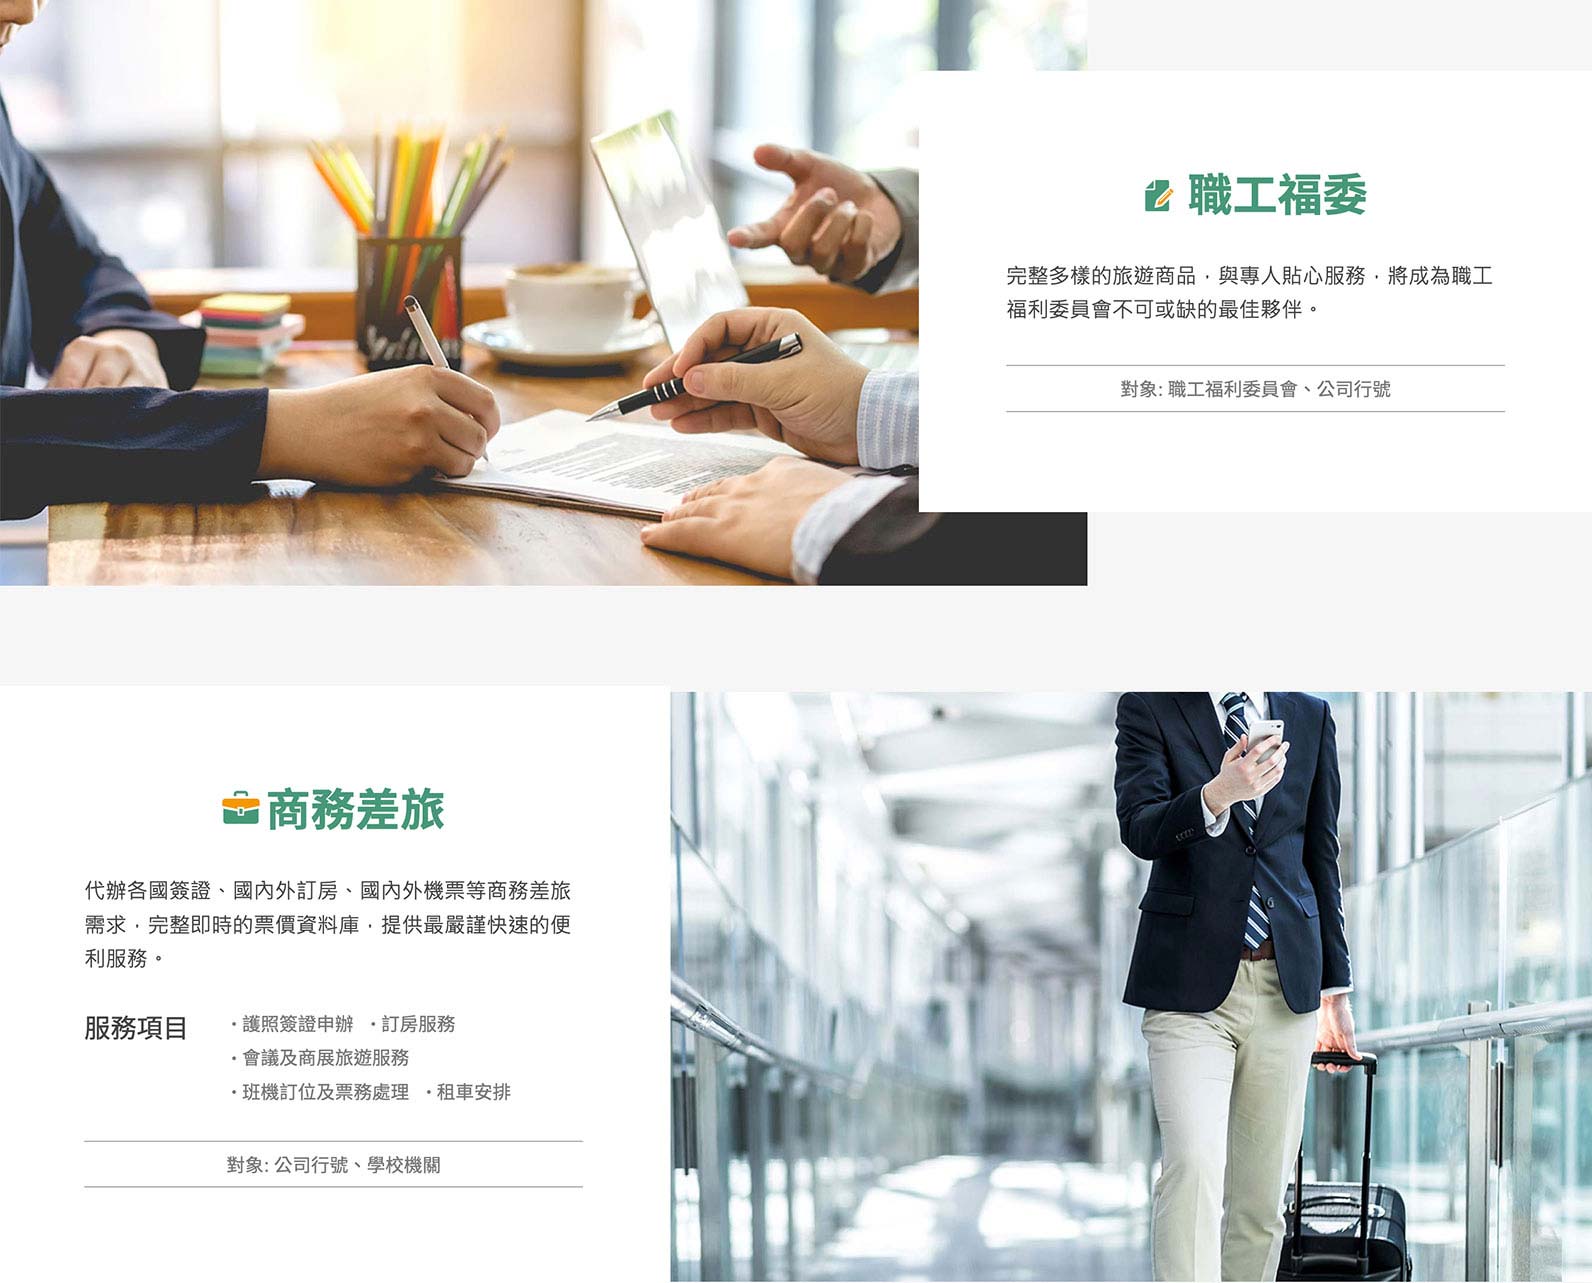 職工福委
完整多樣的旅遊商品，與專人貼心服務，將成為職工
福利委員會不可或缺的最佳夥伴。
對象: 職工福利委員會、公司行號
商務差旅
代辦各國簽證、國內外訂房、國內外機票等商務差旅
需求，完整即時的票價資料庫，提供最嚴謹快速的便
利服務。
服務項目
・護照簽證申辦 ・訂房服務
・會議及商展旅遊服務
・班機訂位及票務處理 ・租車安排
對象: 公司行號、學校機關